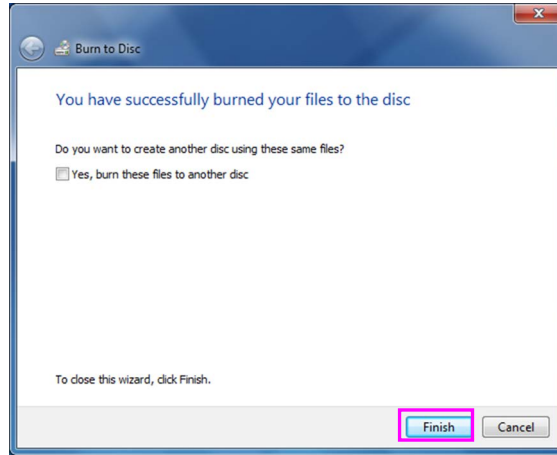 Burn to Disc
You have successfully burned your files to the disc
Do you want to create another disc using these same files?
Yes, burn these files to another disc
To close this wizard, click Finish.
Finish Cancel